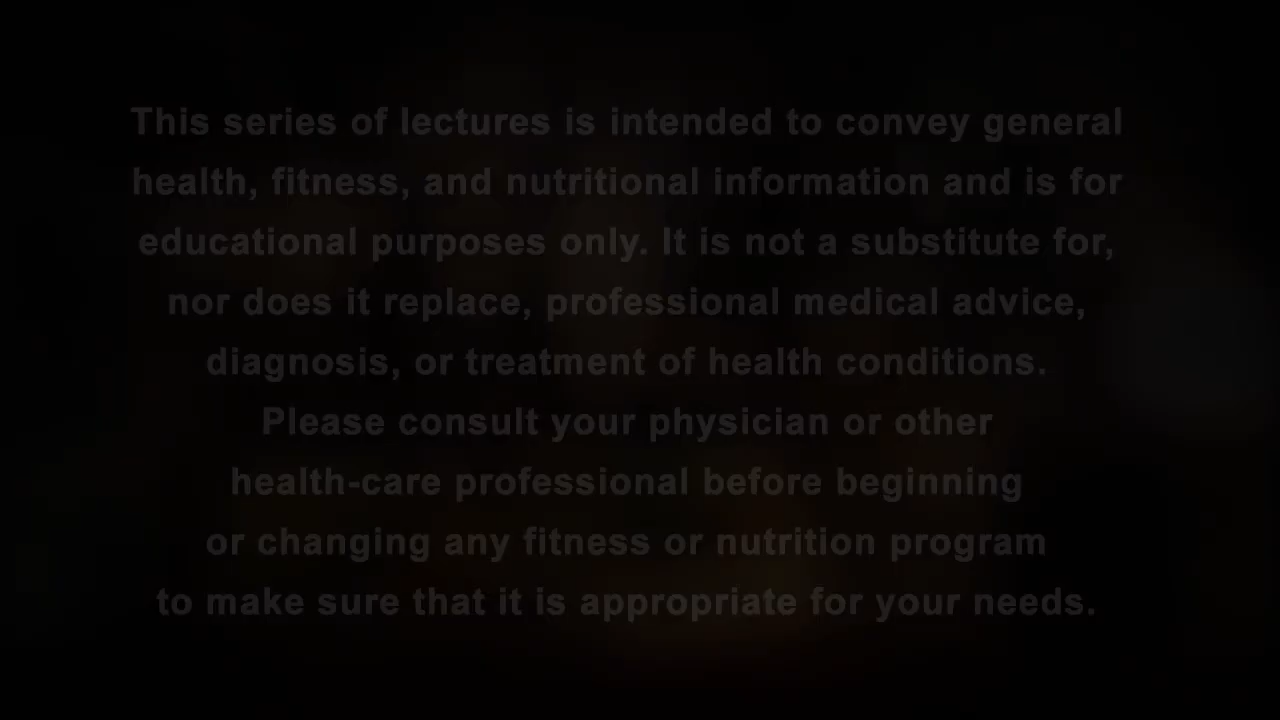 This series of lectures is intended to convey general
health, fitness, and nutritional information and is for
educational purposes only. It is not a substitute for,
nor does it replace, professional medical advice,
diagnosis, or treatment of health conditions.
Please consult your physician or other
health-care professional before beginning
or changing any fitness or nutrition program
to make sure that it is appropriate for your needs.